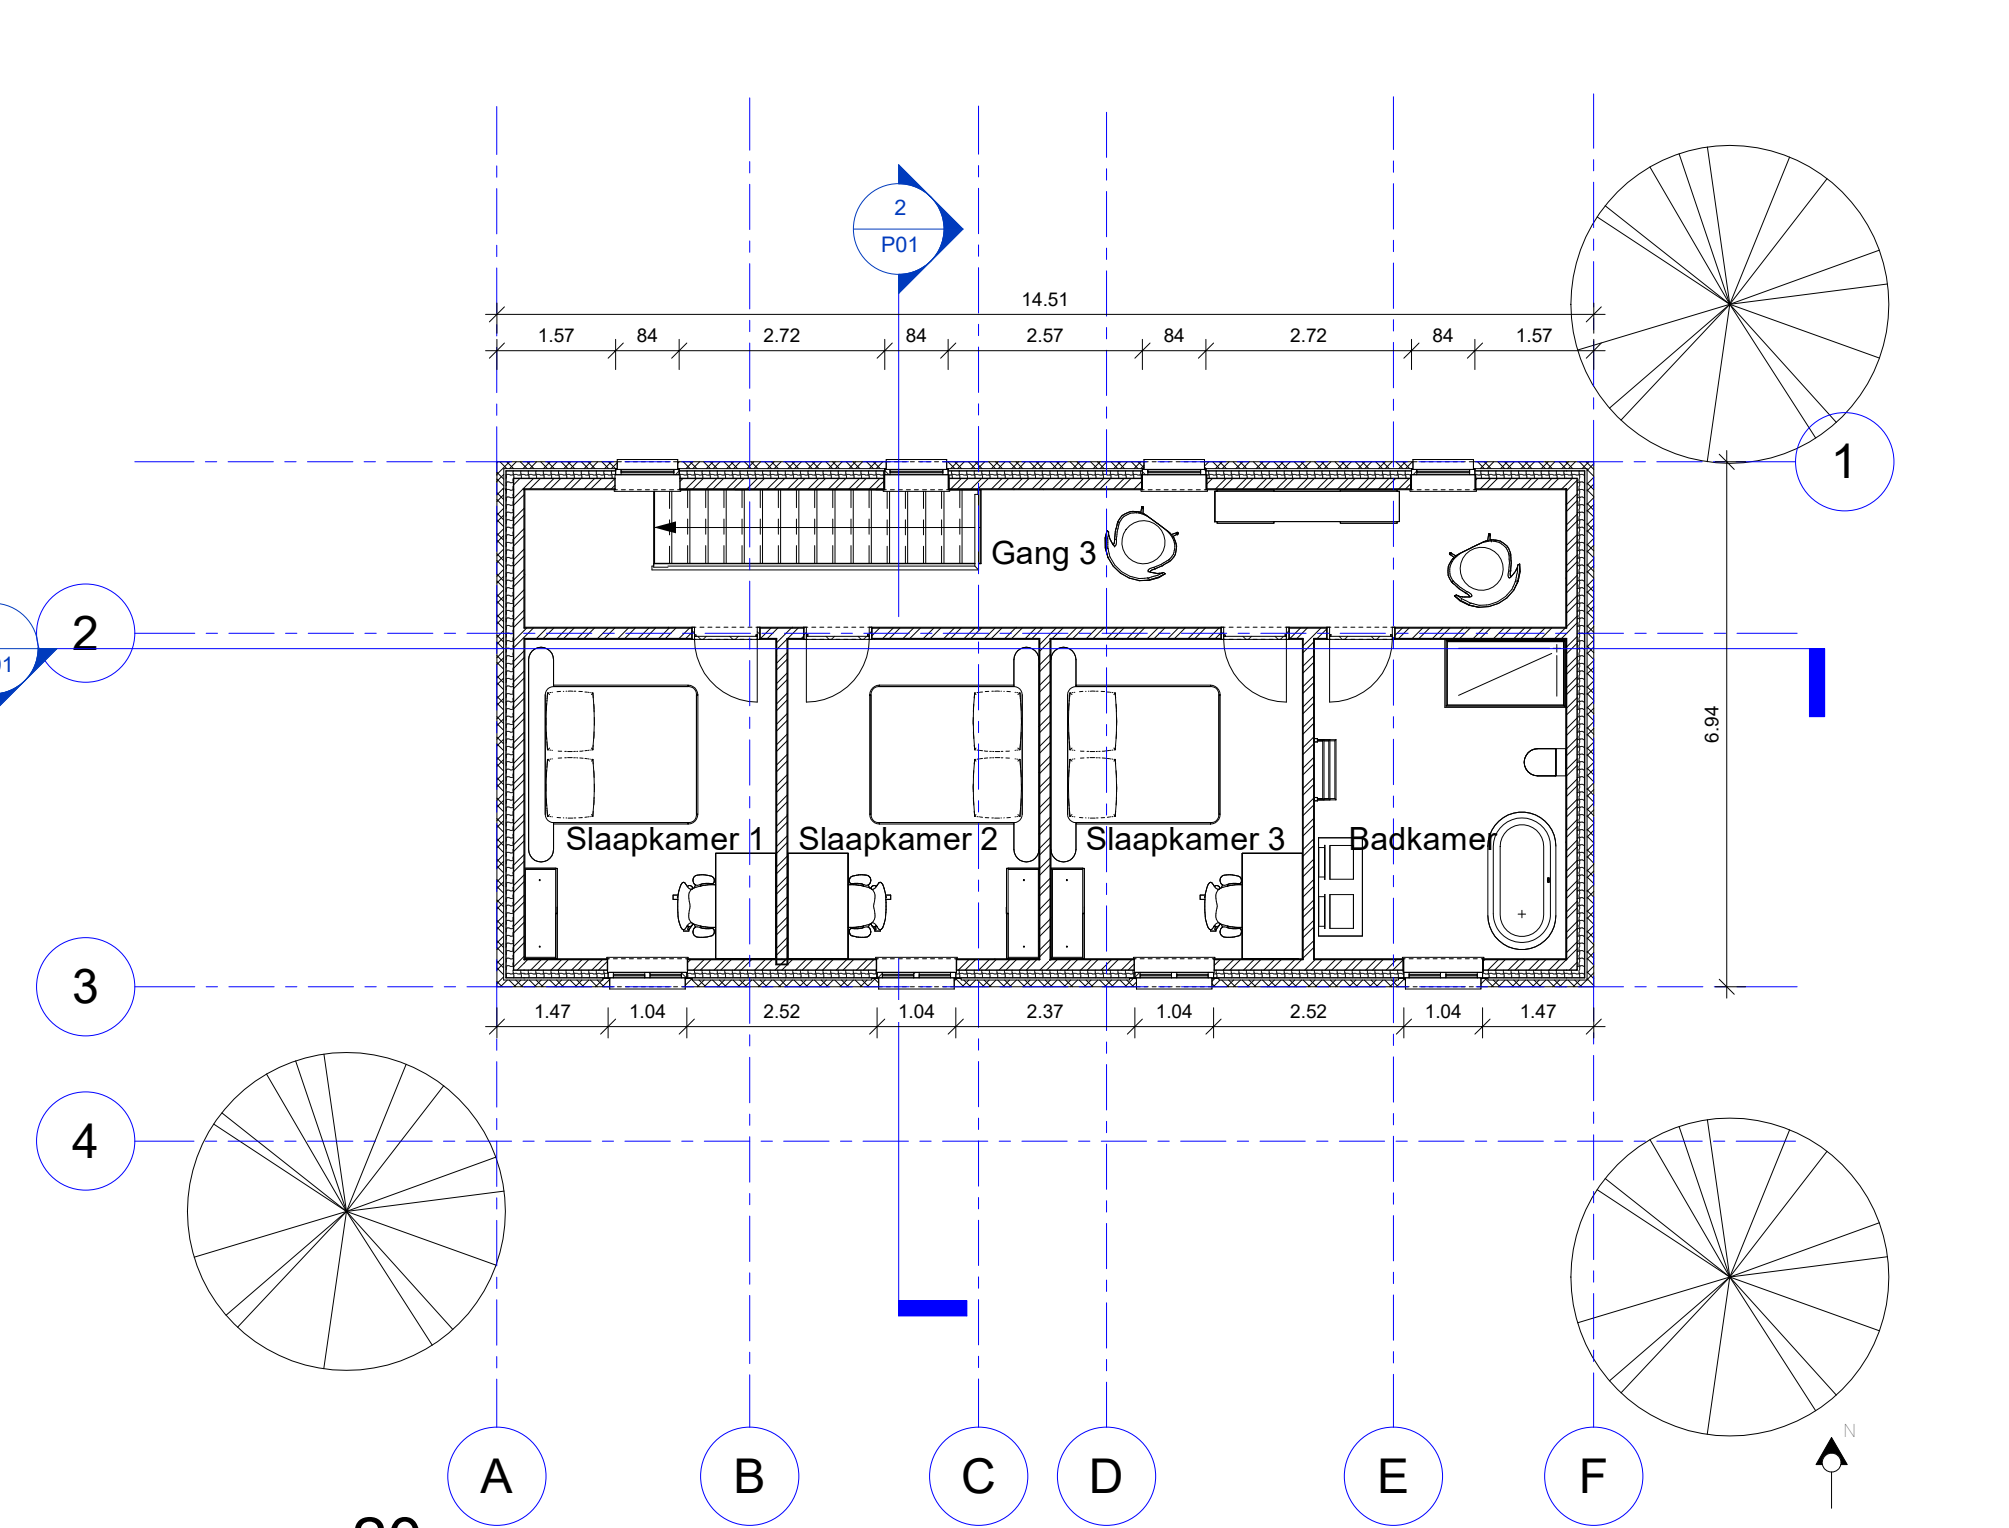 2
P01
14.51
1.57 84 2.72 84 2.57 84 2.72 84 1.57
1
Gang 3
2
6.94
Slaapkamer 1 Slaapkamer 2 Slaapkamer 3 Badkamer
3
1.47 1.04 2.52 1.04 2.37 1.04 2.52 1.04 1.47
4
N
A B C D E F